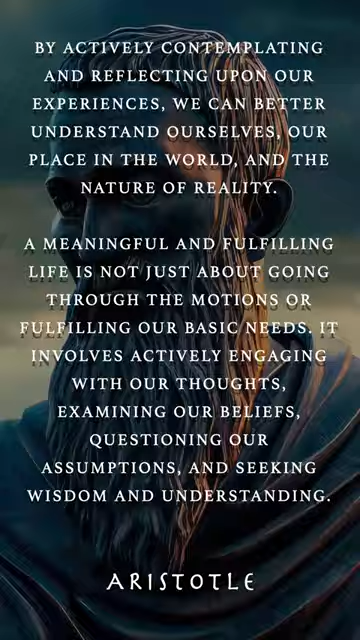 BY ACTIVELY CONTEMPLATING
AND REFLECTING UPON OUR
EXPERIENCES, WE CAN BETTER
UNDERSTAND OURSELVES, OUR
PLACE IN THE WORLD, AND THE
NATURE OF REALITY.
A MEANINGFUL AND FULFILLING
LIFE IS NOT JUST ABOUT GOING
THROUGH THE MOTIONS OR
FULFILLING OUR BASIC NEEDS. IT
INVOLVES ACTIVELY ENGAGING
WITH OUR THOUGHTS,
EXAMINING OUR BELIEFS,
QUESTIONING OUR
ASSUMPTIONS, AND SEEKING
WISDOM AND UNDERSTANDING.
ARISTOTLE